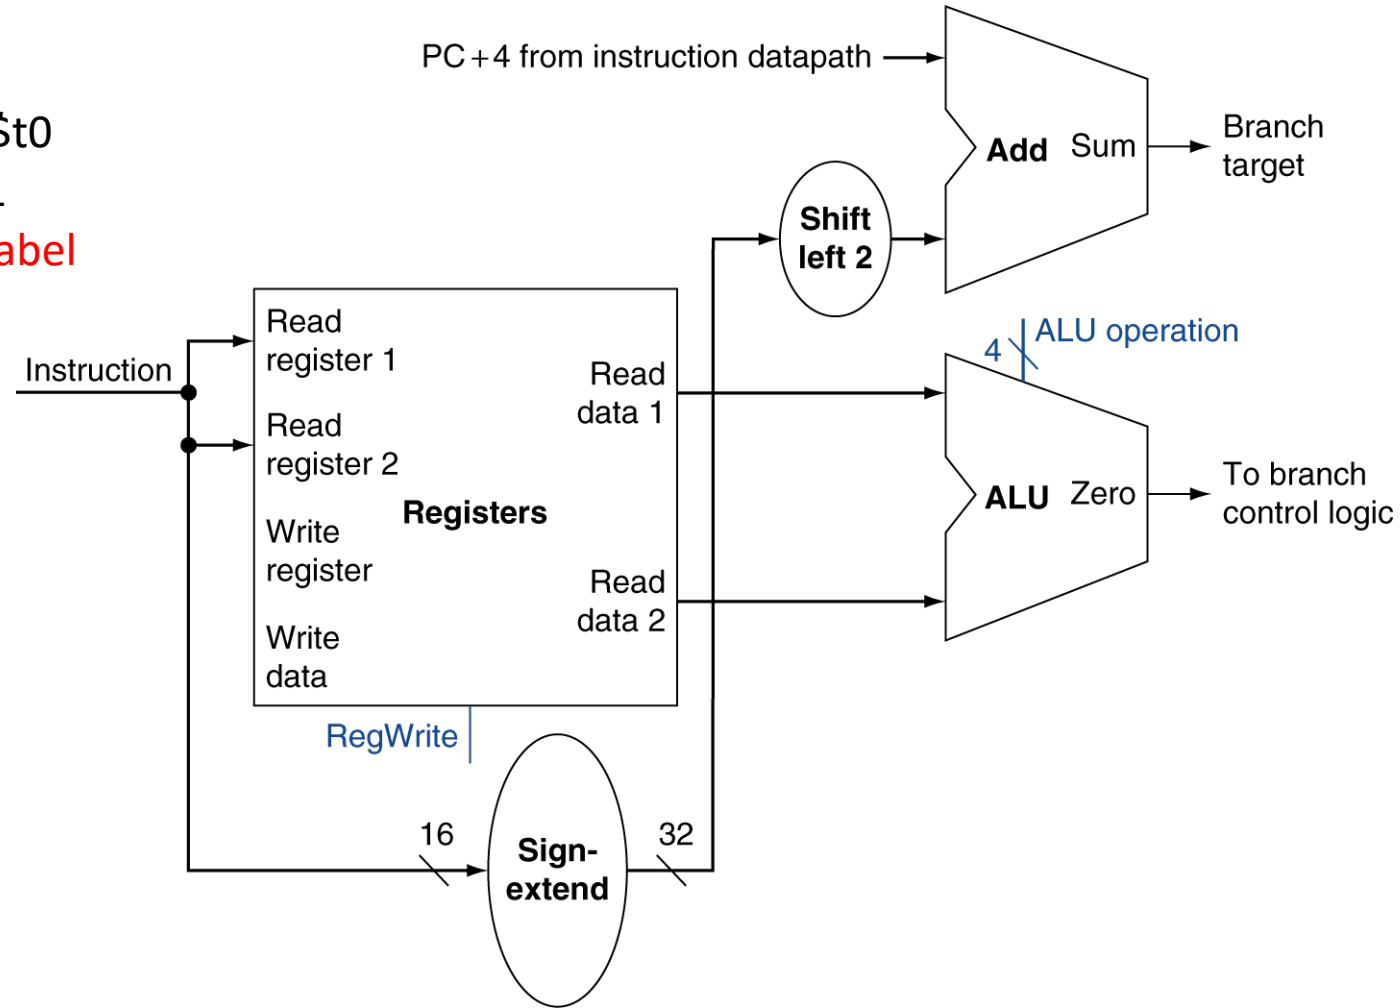 PC+4 from instruction datapath
$t0
Add Sum
Branch
target
Shift
left 2
abel
Read
register 1
Instruction
Read
data 1
4
ALU operation
Read
register 2
Registers
ALU Zero
To branch
control logic
Write
register
Read
data 2
Write
data
RegWrite
16
32
Sign-
extend